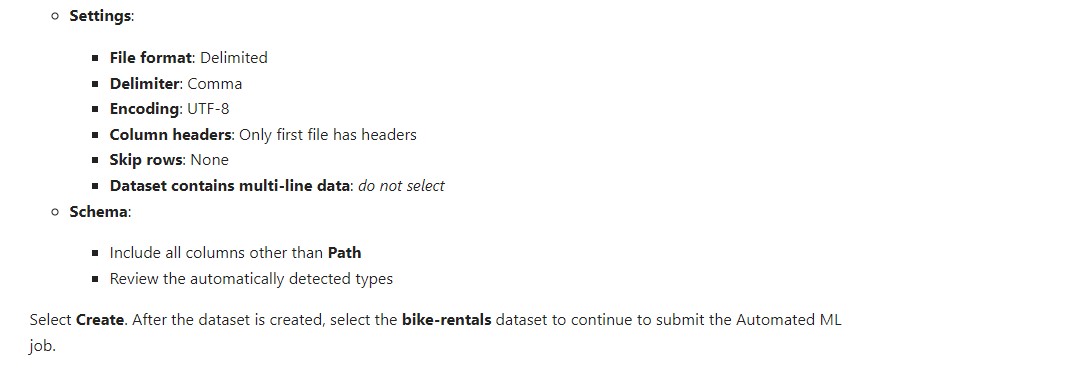 Settings:
File format: Delimited
Delimiter: Comma
Encoding: UTF-8
Column headers: Only first file has headers
Skip rows: None
Dataset contains multi-line data: do not select
Schema:
Include all columns other than Path
Review the automatically detected types
Select Create. After the dataset is created, select the bike-rentals dataset to continue to submit the Automated ML
job.